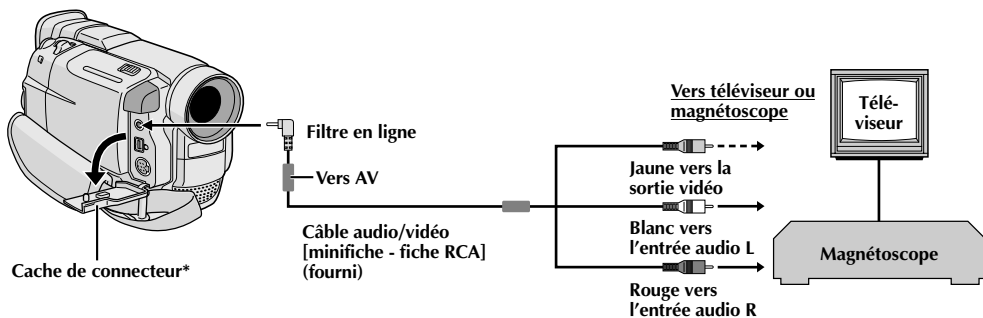 Vers téléviseur ou
magnétoscope
Télé-
viseur
Filtre en ligne
Vers AV
Jaune vers la
sortie vidéo
Câble audio/vidéo
[minifiche - fiche RCA]
(fourni)
Blanc vers
l'entrée audio L
Magnétoscope
Cache de connecteur*
Rouge vers
l'entrée audio R